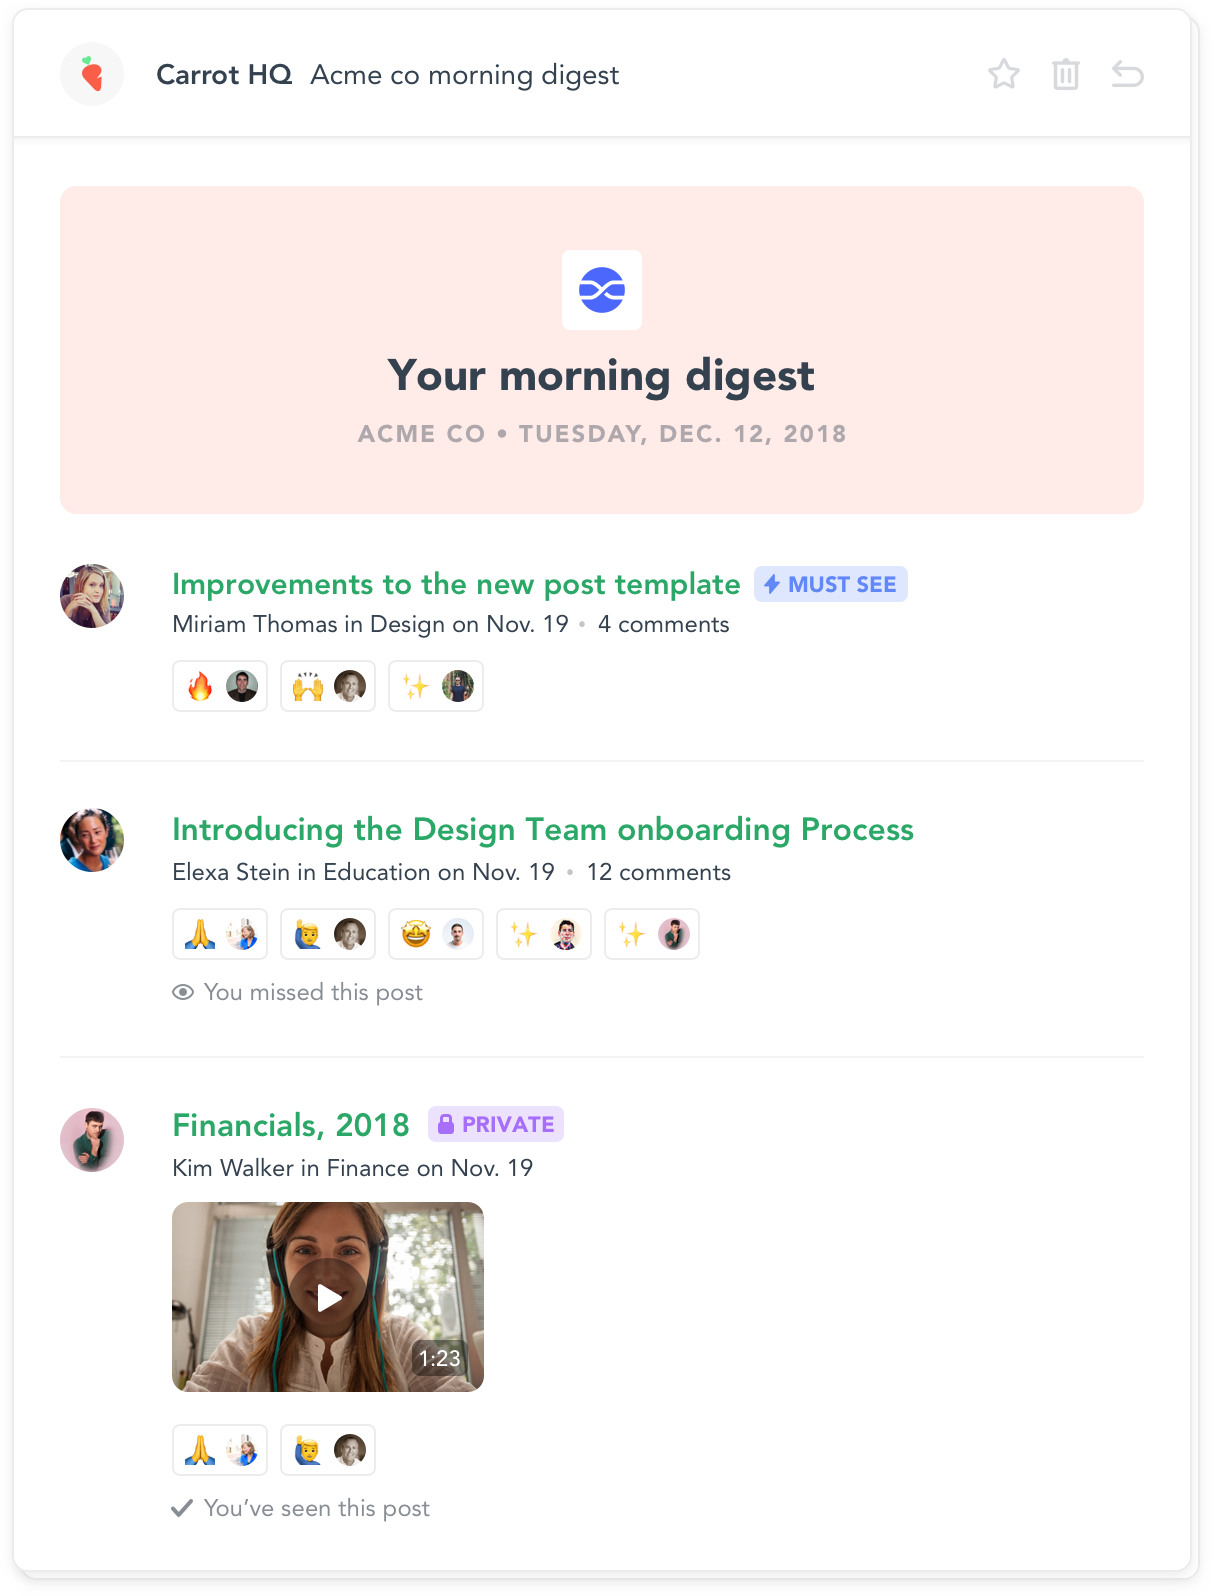 Carrot HQ Acme co morning digest
Your morning digest
ACME CO • TUESDAY, DEC. 12, 2018
Improvements to the new post template MUST SEE
Miriam Thomas in Design on Nov. 19 • 4 comments
Introducing the Design Team onboarding Process
Elexa Stein in Education on Nov. 19 • 12 comments
You missed this post
Financials, 2018 PRIVATE
Kim Walker in Finance on Nov. 19
1:23
You’ve seen this post